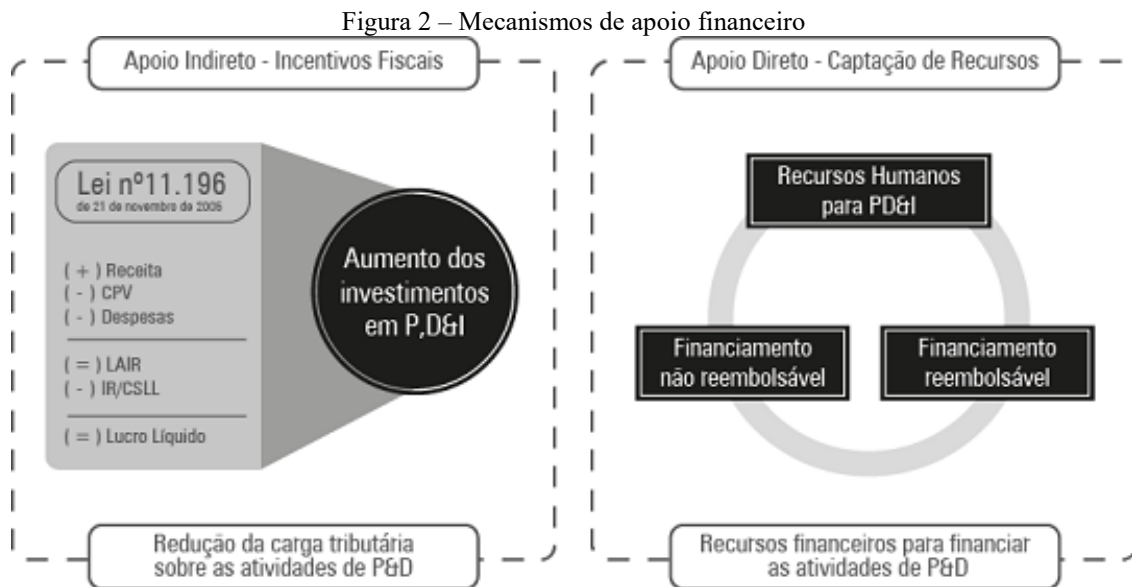 Figura 2 – Mecanismos de apoio financeiro
Apoio Indireto - Incentivos Fiscais
Lei nº11.196
de 21 de novembro de 2005
( + ) Receita
( - ) CPV
( - ) Despesas
( = ) LAIR
( - ) IR/CSLL
( = ) Lucro Líquido
Aumento dos
investimentos
em P,D&I
Redução da carga tributária
sobre as atividades de P&D
Apoio Direto - Captação de Recursos
Recursos Humanos
para PD&I
Financiamento
não reembolsável
Financiamento
reembolsável
Recursos financeiros para financiar
as atividades de P&D